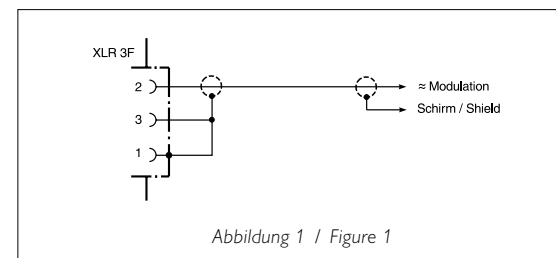 XLR 3F
2
≈ Modulation
Schirm / Shield
3
1
Abbildung 1 / Figure 1